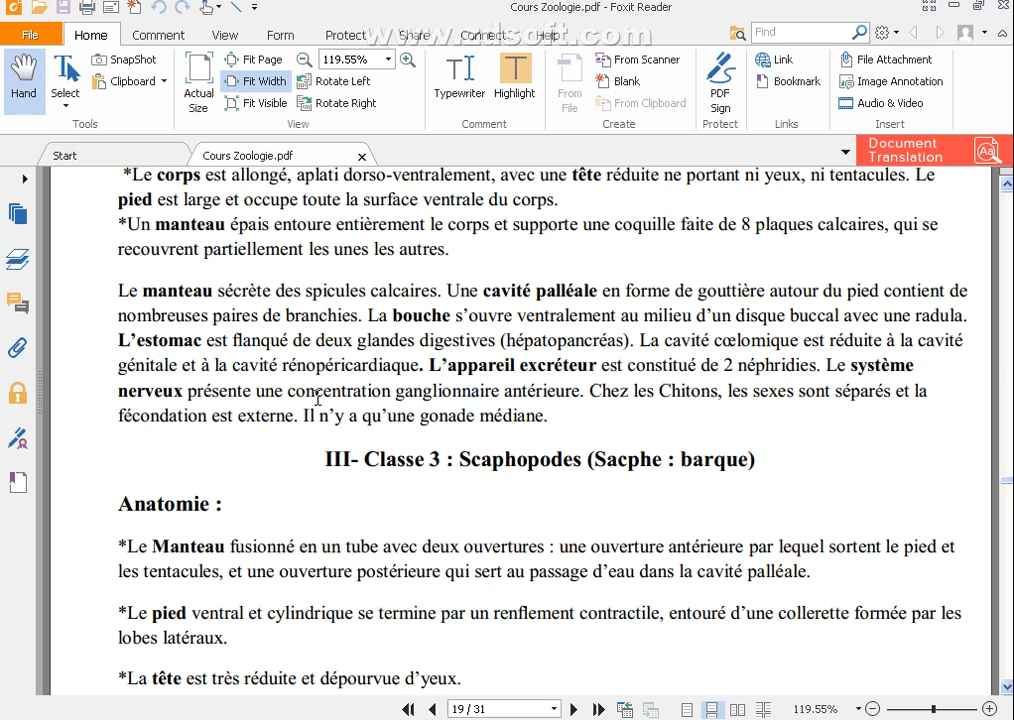 Cours Zoologie.pdf - Foxit Reader
File Home Comment View Form Protect Share Connect Help Find
www.rdsoft.com
Hand
Select
SnapShot
Clipboard
Actual Size
Fit Page
Fit Width
Fit Visible
119.55%
Rotate Left
Rotate Right
Typewriter
Highlight
From File
From Scanner
Blank
From Clipboard
PDF Sign
Link
Bookmark
File Attachment
Image Annotation
Audio & Video
Tools View Comment Create Protect Links Insert
Start
Cours Zoologie.pdf
Document Translation
*Le corps est allongé, aplati dorso-ventralement, avec une tête réduite ne portant ni yeux, ni tentacules. Le
pied est large et occupe toute la surface ventrale du corps.
*Un manteau épais entoure entièrement le corps et supporte une coquille faite de 8 plaques calcaires, qui se
recouvrent partiellement les unes les autres.
Le manteau sécrète des spicules calcaires. Une cavité palléale en forme de gouttière autour du pied contient de
nombreuses paires de branchies. La bouche s’ouvre ventralement au milieu d’un disque buccal avec une radula.
L’estomac est flanqué de deux glandes digestives (hépatopancréas). La cavité cœlomique est réduite à la cavité
génitale et à la cavité rénopéricardiaque. L’appareil excréteur est constitué de 2 néphridies. Le système
nerveux présente une concentration ganglionnaire antérieure. Chez les Chitons, les sexes sont séparés et la
fécondation est externe. Il n’y a qu’une gonade médiane.
III- Classe 3 : Scaphopodes (Sacphe : barque)
Anatomie :
*Le Manteau fusionné en un tube avec deux ouvertures : une ouverture antérieure par lequel sortent le pied et
les tentacules, et une ouverture postérieure qui sert au passage d’eau dans la cavité palléale.
*Le pied ventral et cylindrique se termine par un renflement contractile, entouré d’une collerette formée par les
lobes latéraux.
*La tête est très réduite et dépourvue d’yeux.
19 / 31
119.55%